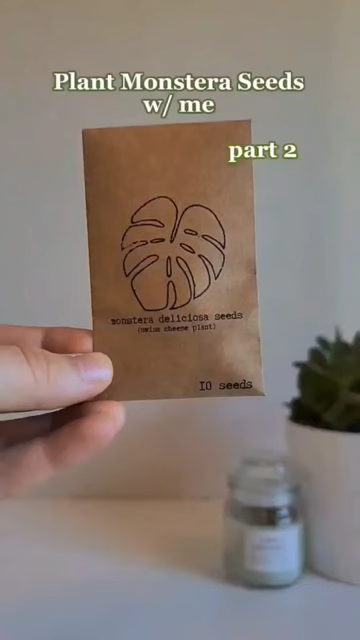 Plant Monstera Seeds
w/ me
part 2
monstera deliciosa seeds
(swiss cheese plant)
10 seeds